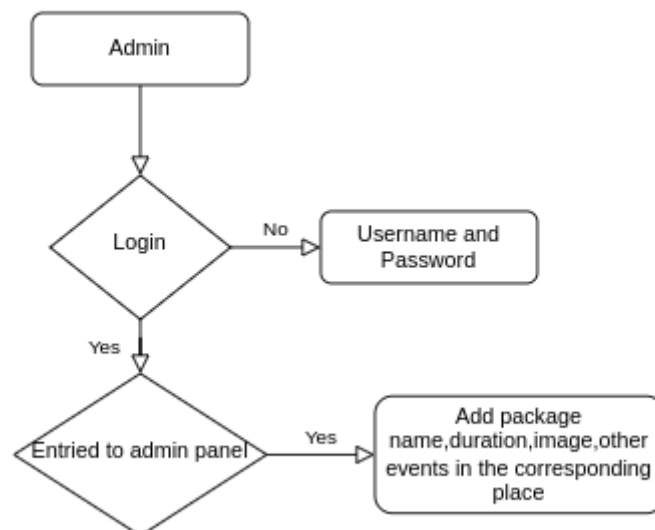 Admin
Login
No
Username and
Password
Yes
Entried to admin panel
Yes
Add package
name,duration,image,other
events in the corresponding
place